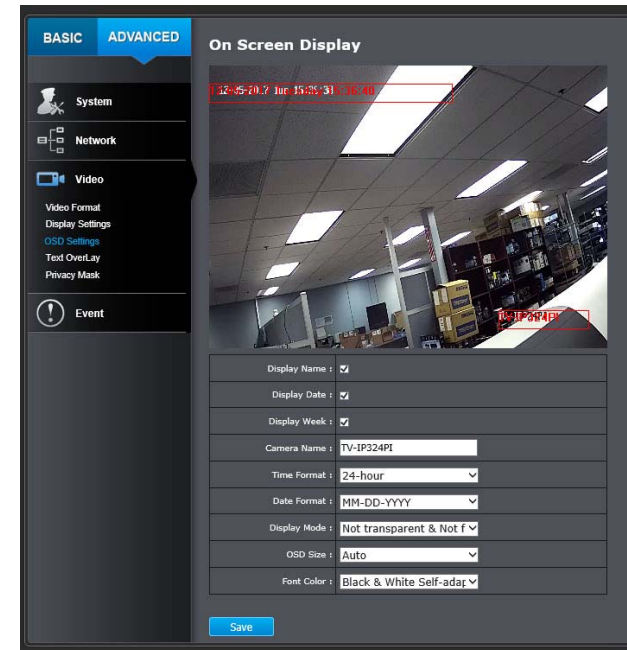 BASIC ADVANCED
On Screen Display
System
Network
Video
Video Format
Display Settings
OSD Settings
Text OverLay
Privacy Mask
Event
Display Name :
Display Date :
Display Week :
Camera Name : TV-IP324PI
Time Format : 24-hour
Date Format : MM-DD-YYYY
Display Mode : Not transparent & Not f
OSD Size : Auto
Font Color : Black & White Self-adap
Save